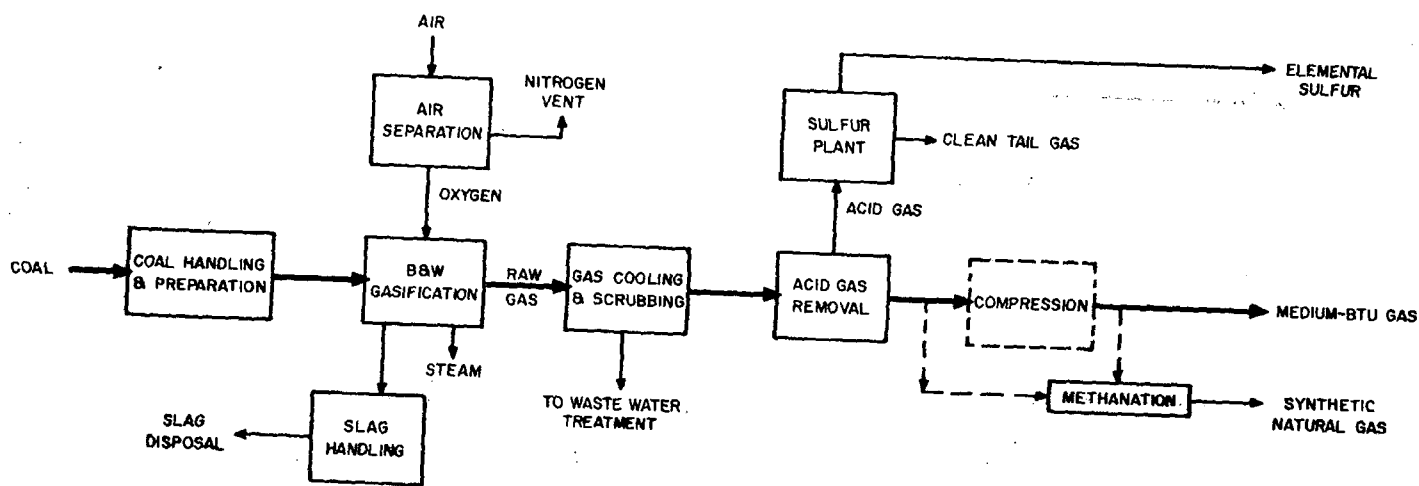 AIR
AIR
SEPARATION
NITROGEN
VENT
OXYGEN
ELEMENTAL
SULFUR
SULFUR
PLANT
CLEAN TAIL GAS
ACID GAS
COAL
COAL HANDLING
& PREPARATION
B&W
GASIFICATION
RAW
GAS
GAS COOLING
& SCRUBBING
ACID GAS
REMOVAL
COMPRESSION
MEDIUM-BTU GAS
STEAM
TO WASTE WATER
TREATMENT
METHANATION
SYNTHETIC
NATURAL GAS
SLAG
DISPOSAL
SLAG
HANDLING